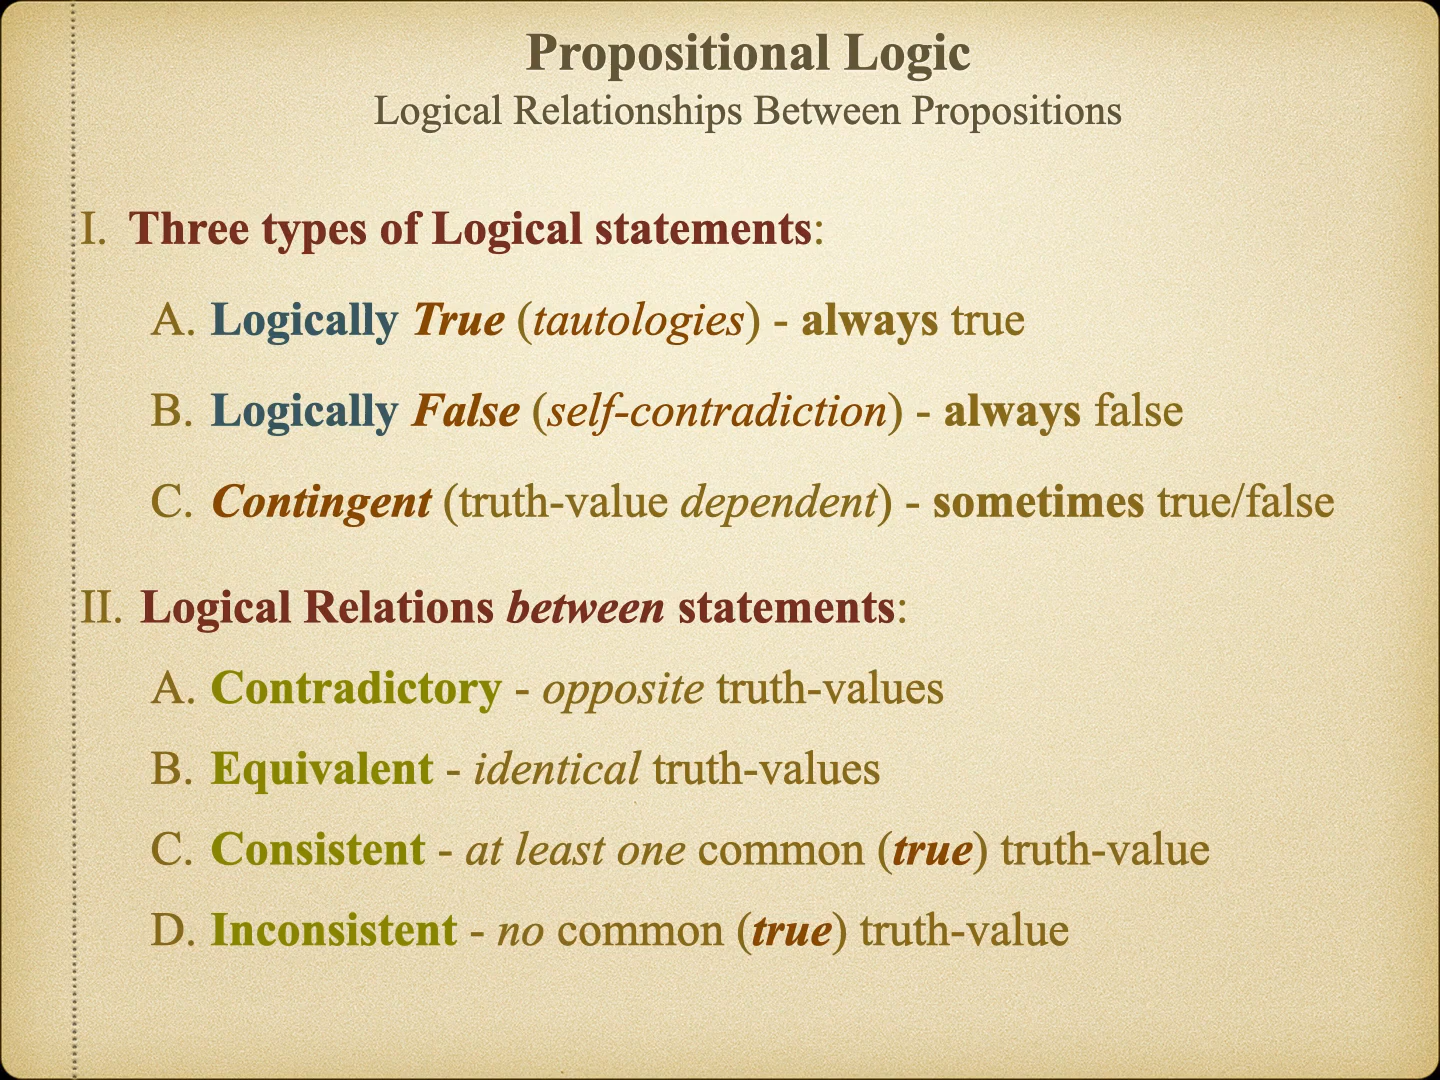 Propositional Logic
Logical Relationships Between Propositions
I. Three types of Logical statements:
A. Logically True (tautologies) - always true
B. Logically False (self-contradiction) - always false
C. Contingent (truth-value dependent) - sometimes true/false
II. Logical Relations between statements:
A. Contradictory - opposite truth-values
B. Equivalent - identical truth-values
C. Consistent - at least one common (true) truth-value
D. Inconsistent - no common (true) truth-value